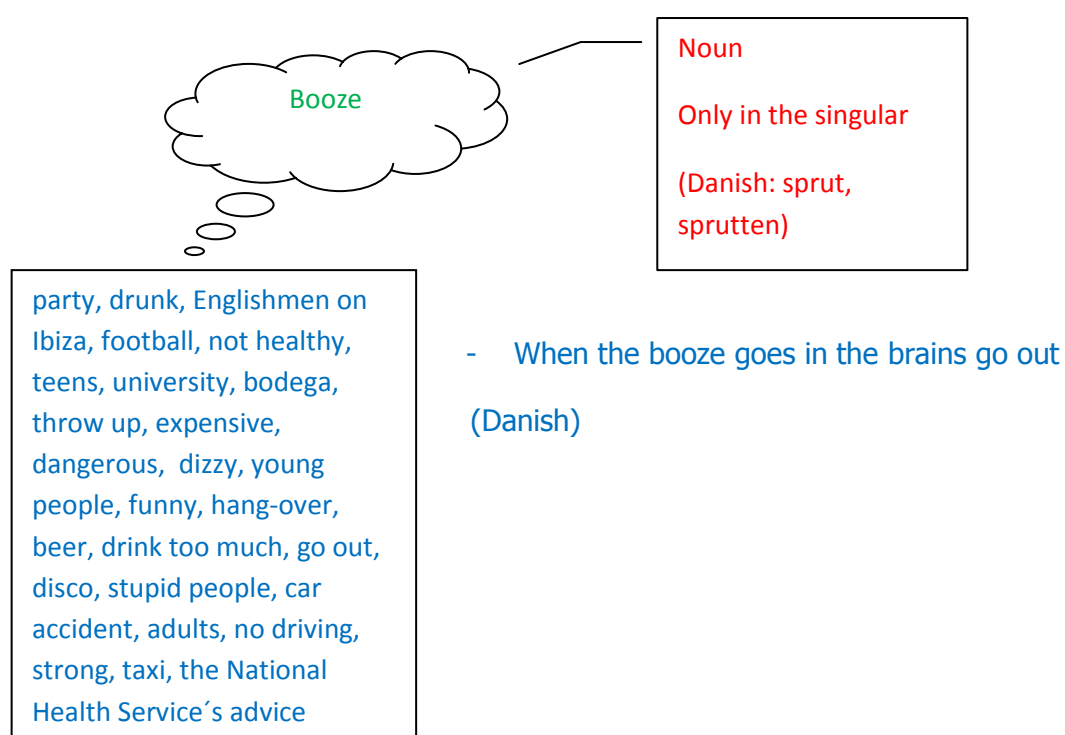 Booze
Noun
Only in the singular
(Danish: sprut,
sprutten)
party, drunk, Englishmen on
Ibiza, football, not healthy,
teens, university, bodega,
throw up, expensive,
dangerous,  dizzy, young
people, funny, hang-over,
beer, drink too much, go out,
disco, stupid people, car
accident, adults, no driving,
strong, taxi, the National
Health Service´s advice
- When the booze goes in the brains go out
(Danish)